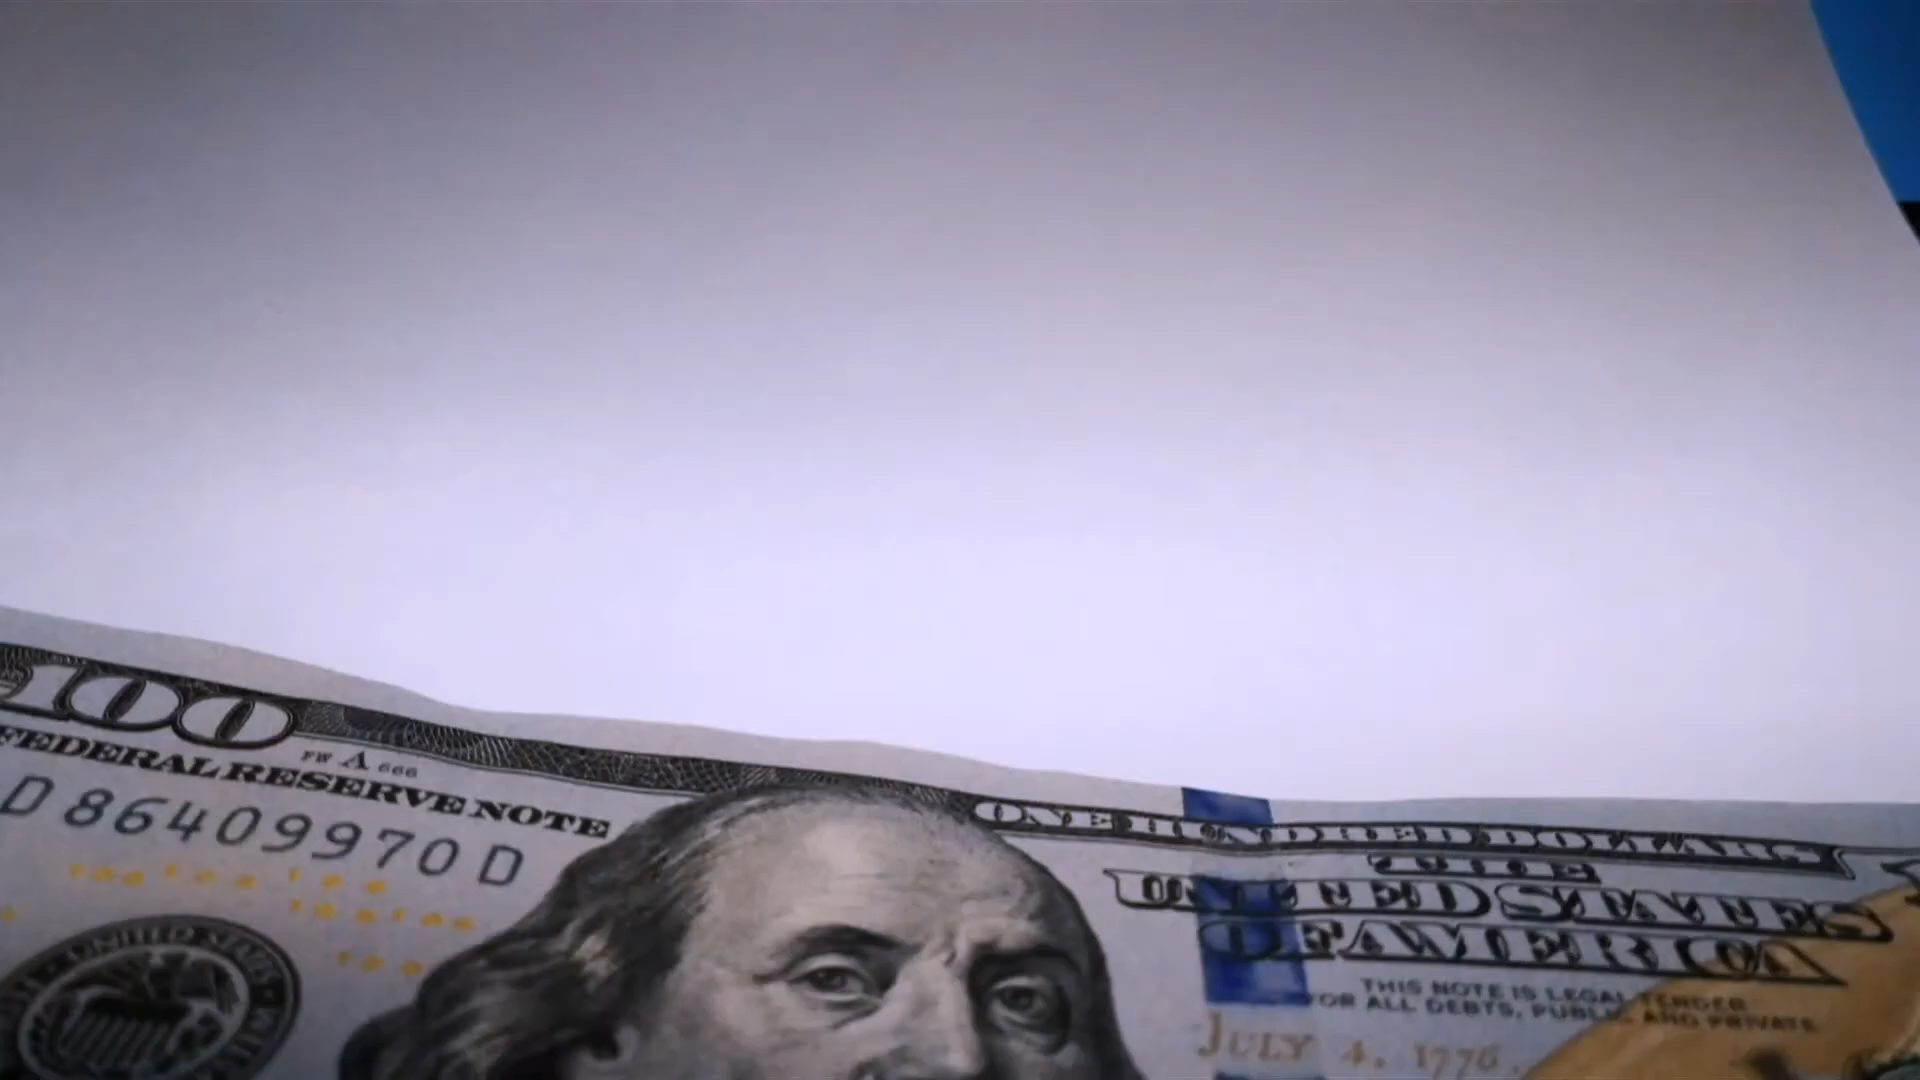 100
FEDERAL RESERVE NOTE
FW A 666
D 86409970 D
ONE HUNDRED DOLLARS
THE
UNITED STATES
OF AMERICA
THIS NOTE IS LEGAL TENDER
FOR ALL DEBTS, PUBLIC AND PRIVATE
JULY 4, 1776.